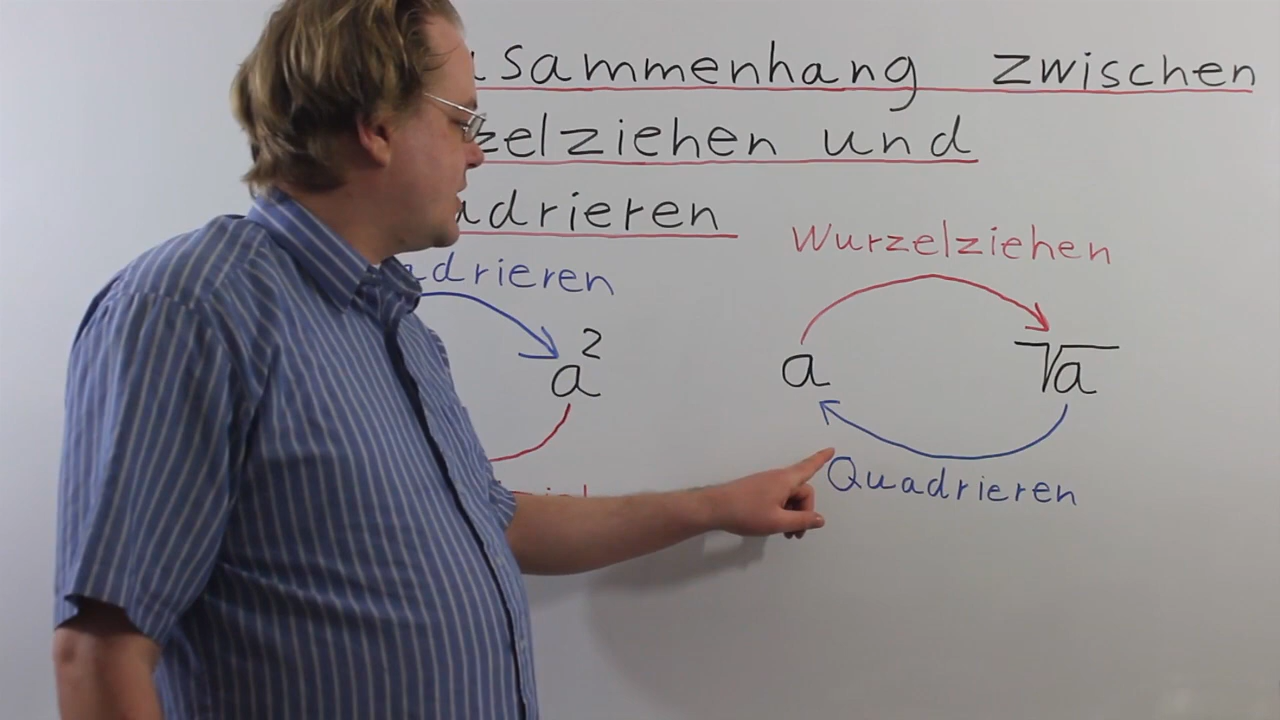 usammenhang zwischen
zelziehen und
adrieren
adrieren
Wurzelziehen
a²
a
√a
Quadrieren